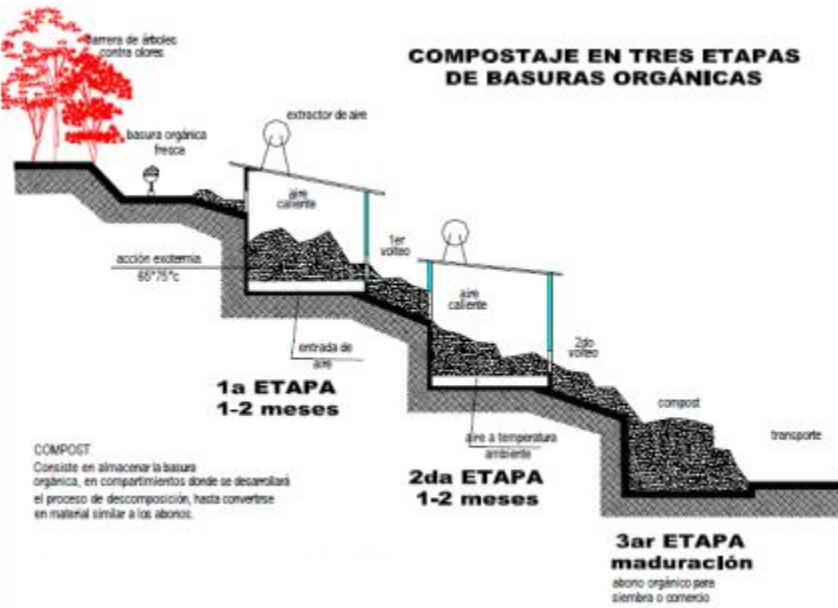 COMPOSTAJE EN TRES ETAPAS
DE BASURAS ORGÁNICAS
barrera de árboles
contra olores
extractor de aire
basura orgánica
fresca
aire
caliente
1er
volteo
acción exotermia
65°75°c
aire
caliente
entrada de
aire
2do
volteo
1a ETAPA
1-2 meses
compost
transporte
aire a temperatura
ambiente
COMPOST
Consiste en almacenar la basura
orgánica, en compartimientos donde se desarrollará
el proceso de descomposición, hasta convertirse
en material similar a los abonos.
2da ETAPA
1-2 meses
3ar ETAPA
maduración
abono orgánico para
siembra o comercio